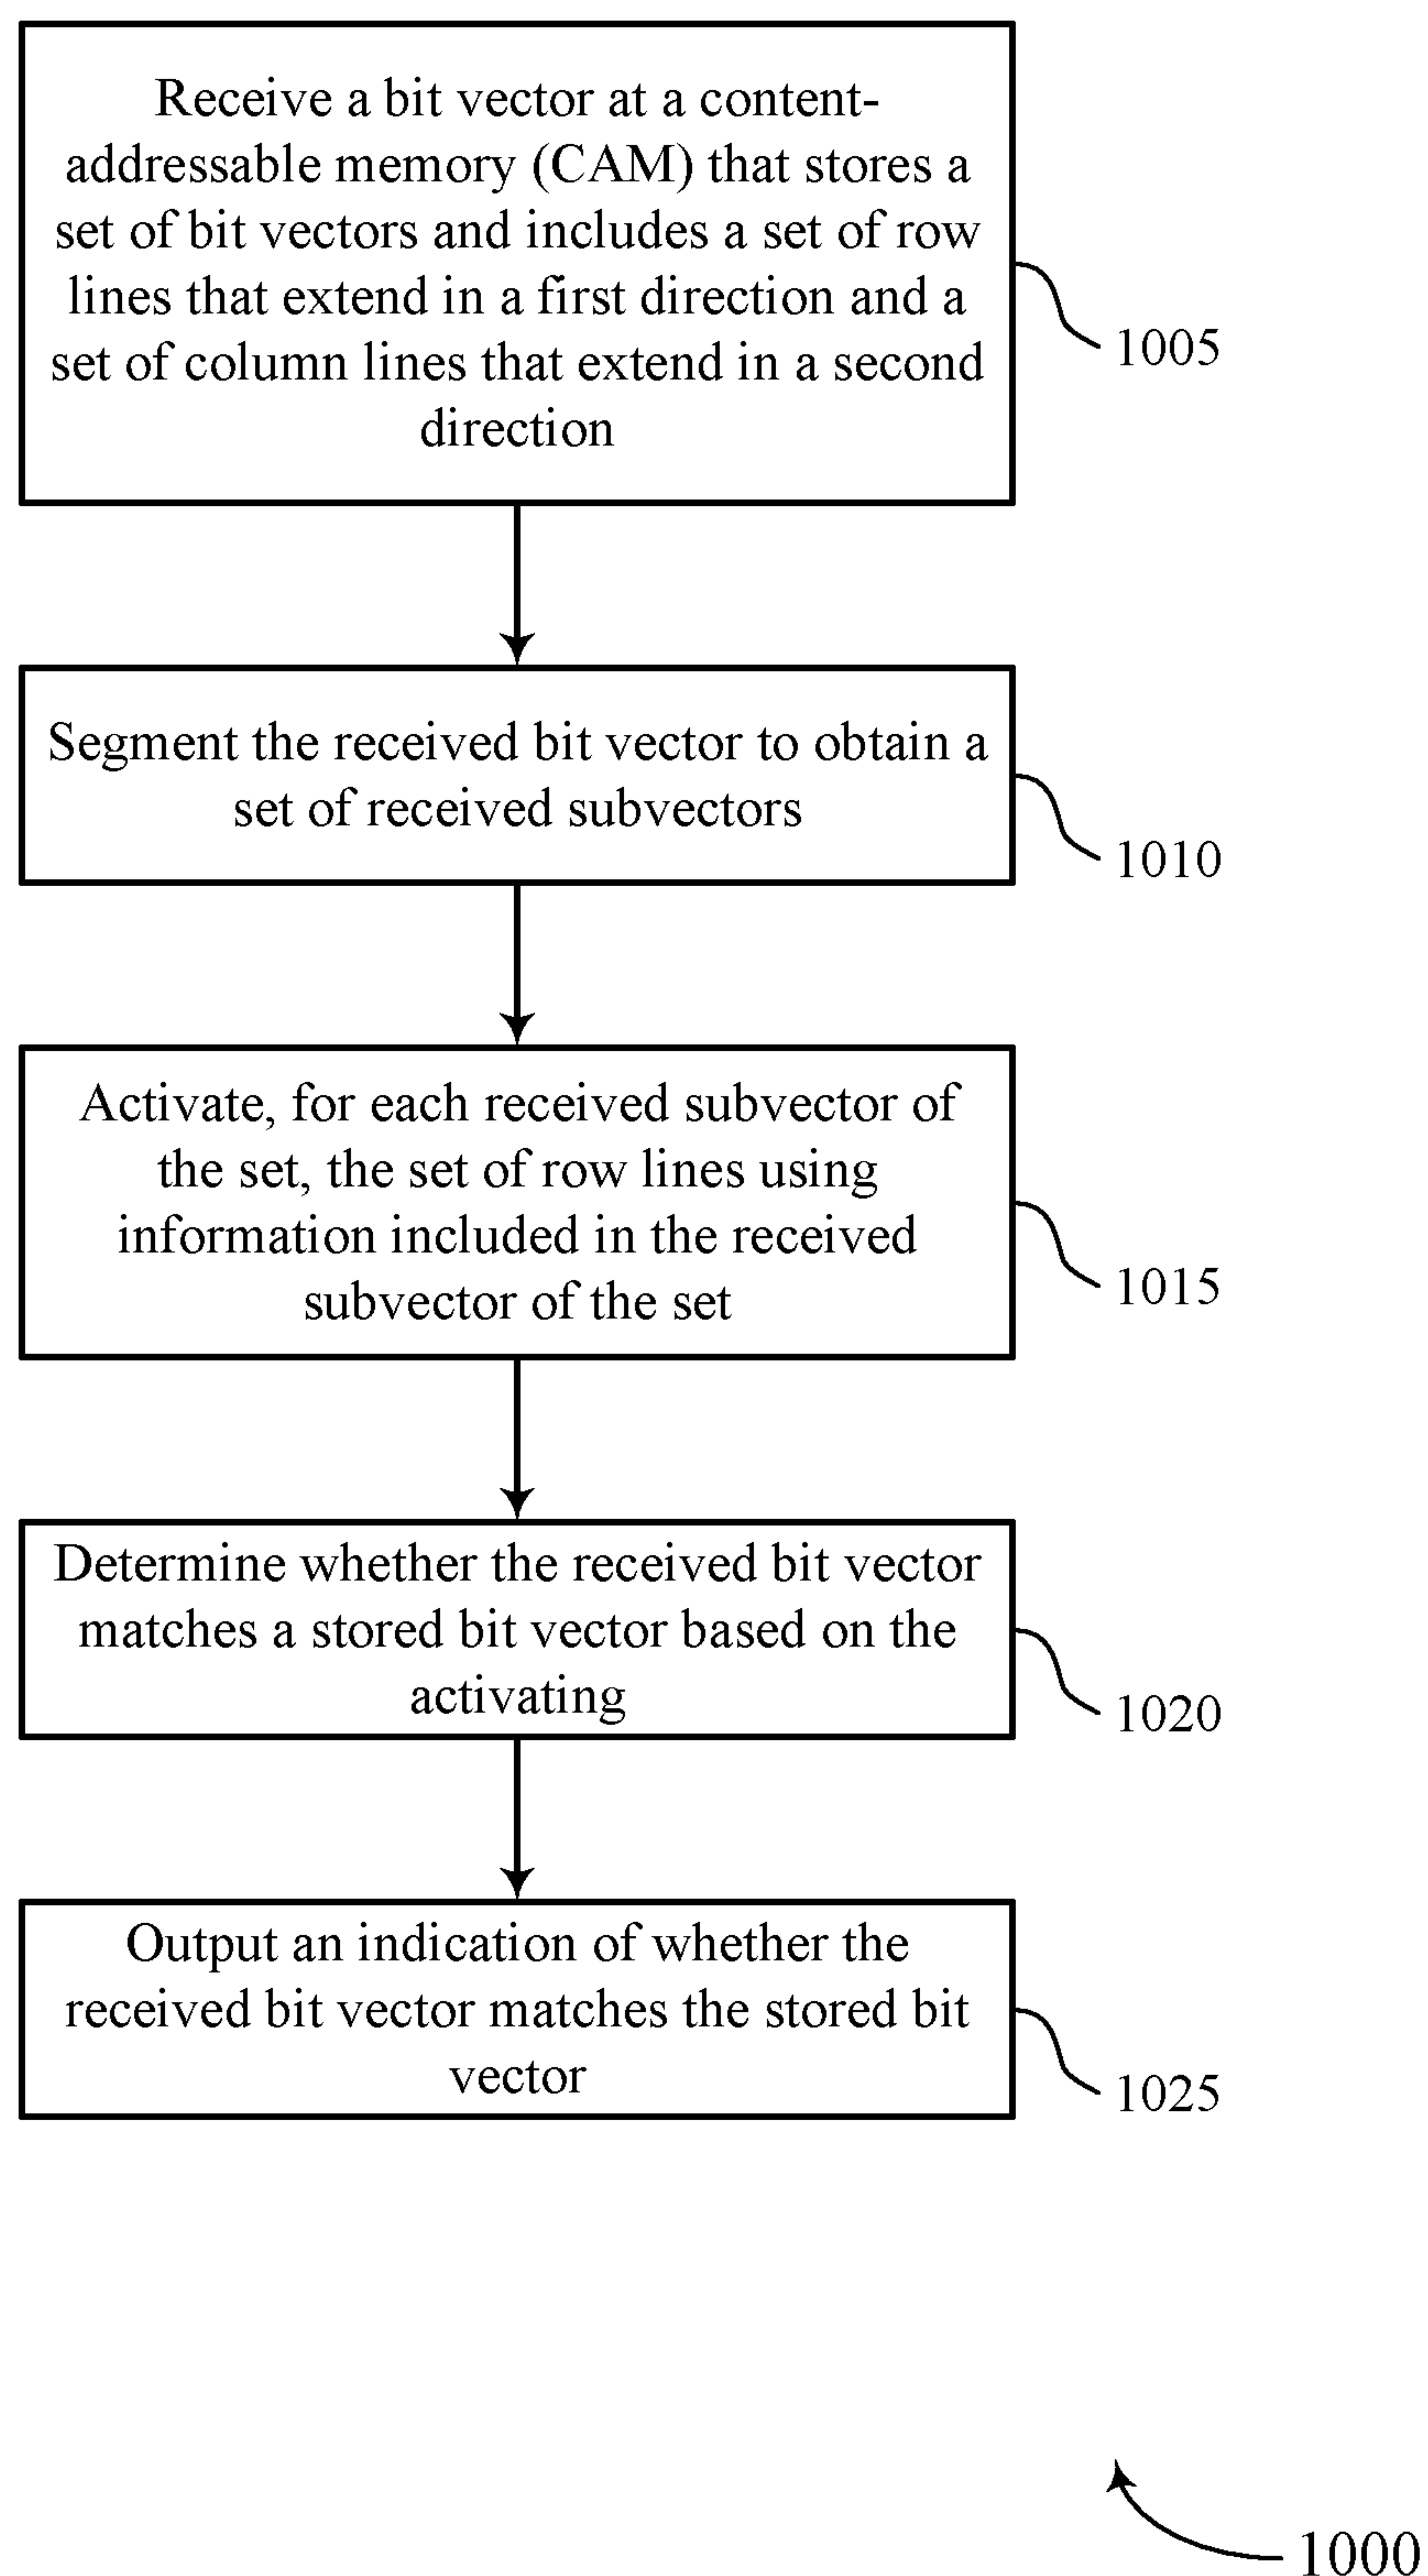 Receive a bit vector at a content-
addressable memory (CAM) that stores a
set of bit vectors and includes a set of row
lines that extend in a first direction and a
set of column lines that extend in a second
direction
1005
Segment the received bit vector to obtain a
set of received subvectors
1010
Activate, for each received subvector of
the set, the set of row lines using
information included in the received
subvector of the set
1015
Determine whether the received bit vector
matches a stored bit vector based on the
activating
1020
Output an indication of whether the
received bit vector matches the stored bit
vector
1025
1000